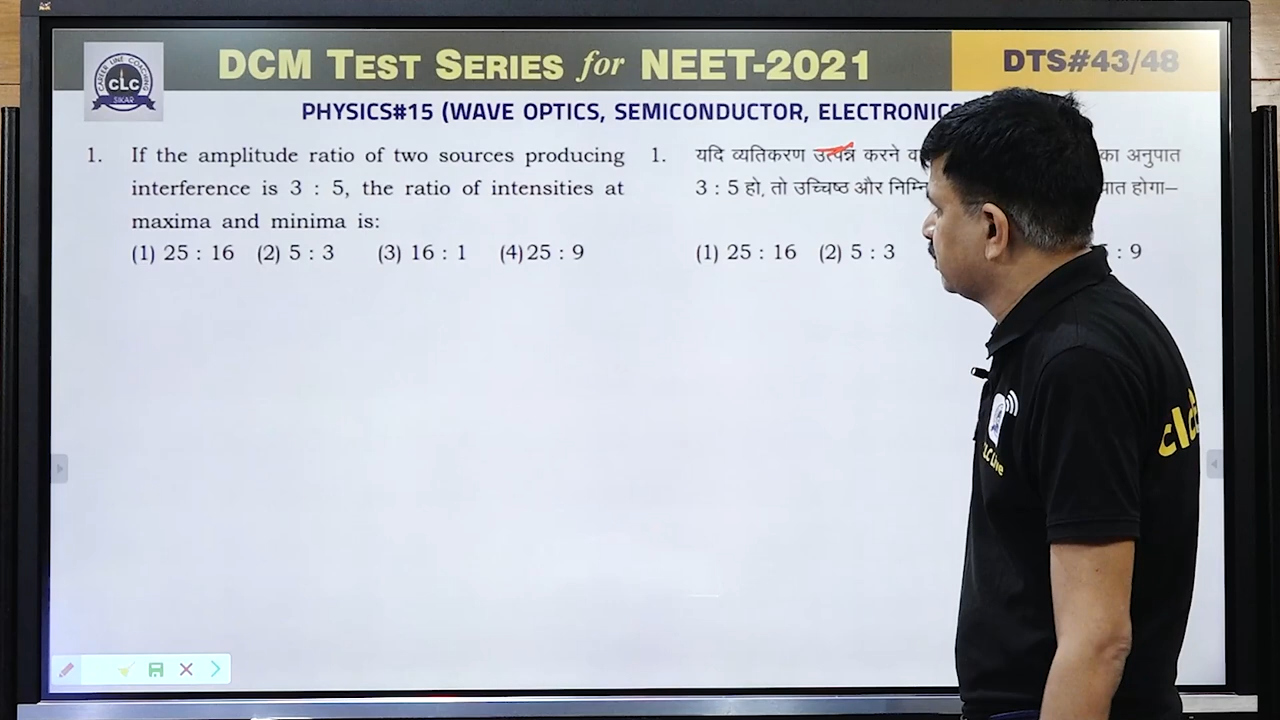 DCM TEST SERIES for NEET-2021
DTS#43/48
CAREER LINE COACHING
CLC
SIKAR
PHYSICS#15 (WAVE OPTICS, SEMICONDUCTOR, ELECTRONICS
1. If the amplitude ratio of two sources producing
interference is 3 : 5, the ratio of intensities at
maxima and minima is:
(1) 25 : 16 (2) 5 : 3 (3) 16 : 1 (4) 25 : 9
1. यदि व्यतिकरण उत्पन्न करने का अनुपात
3 : 5 हो, तो उच्चिष्ठ और होगा–
(1) 25 : 16 (2) 5 : 3 : 9
clc